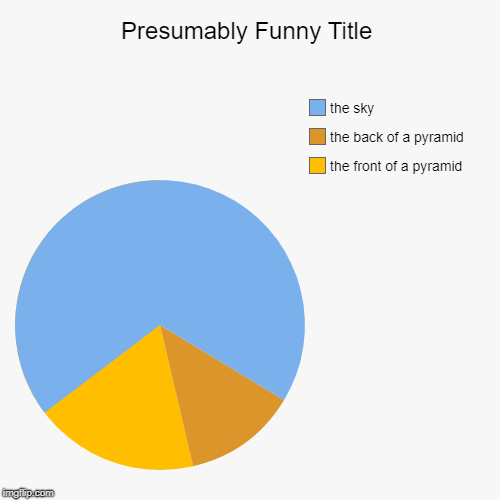 Presumably Funny Title
the sky
the back of a pyramid
the front of a pyramid
imgflip.com